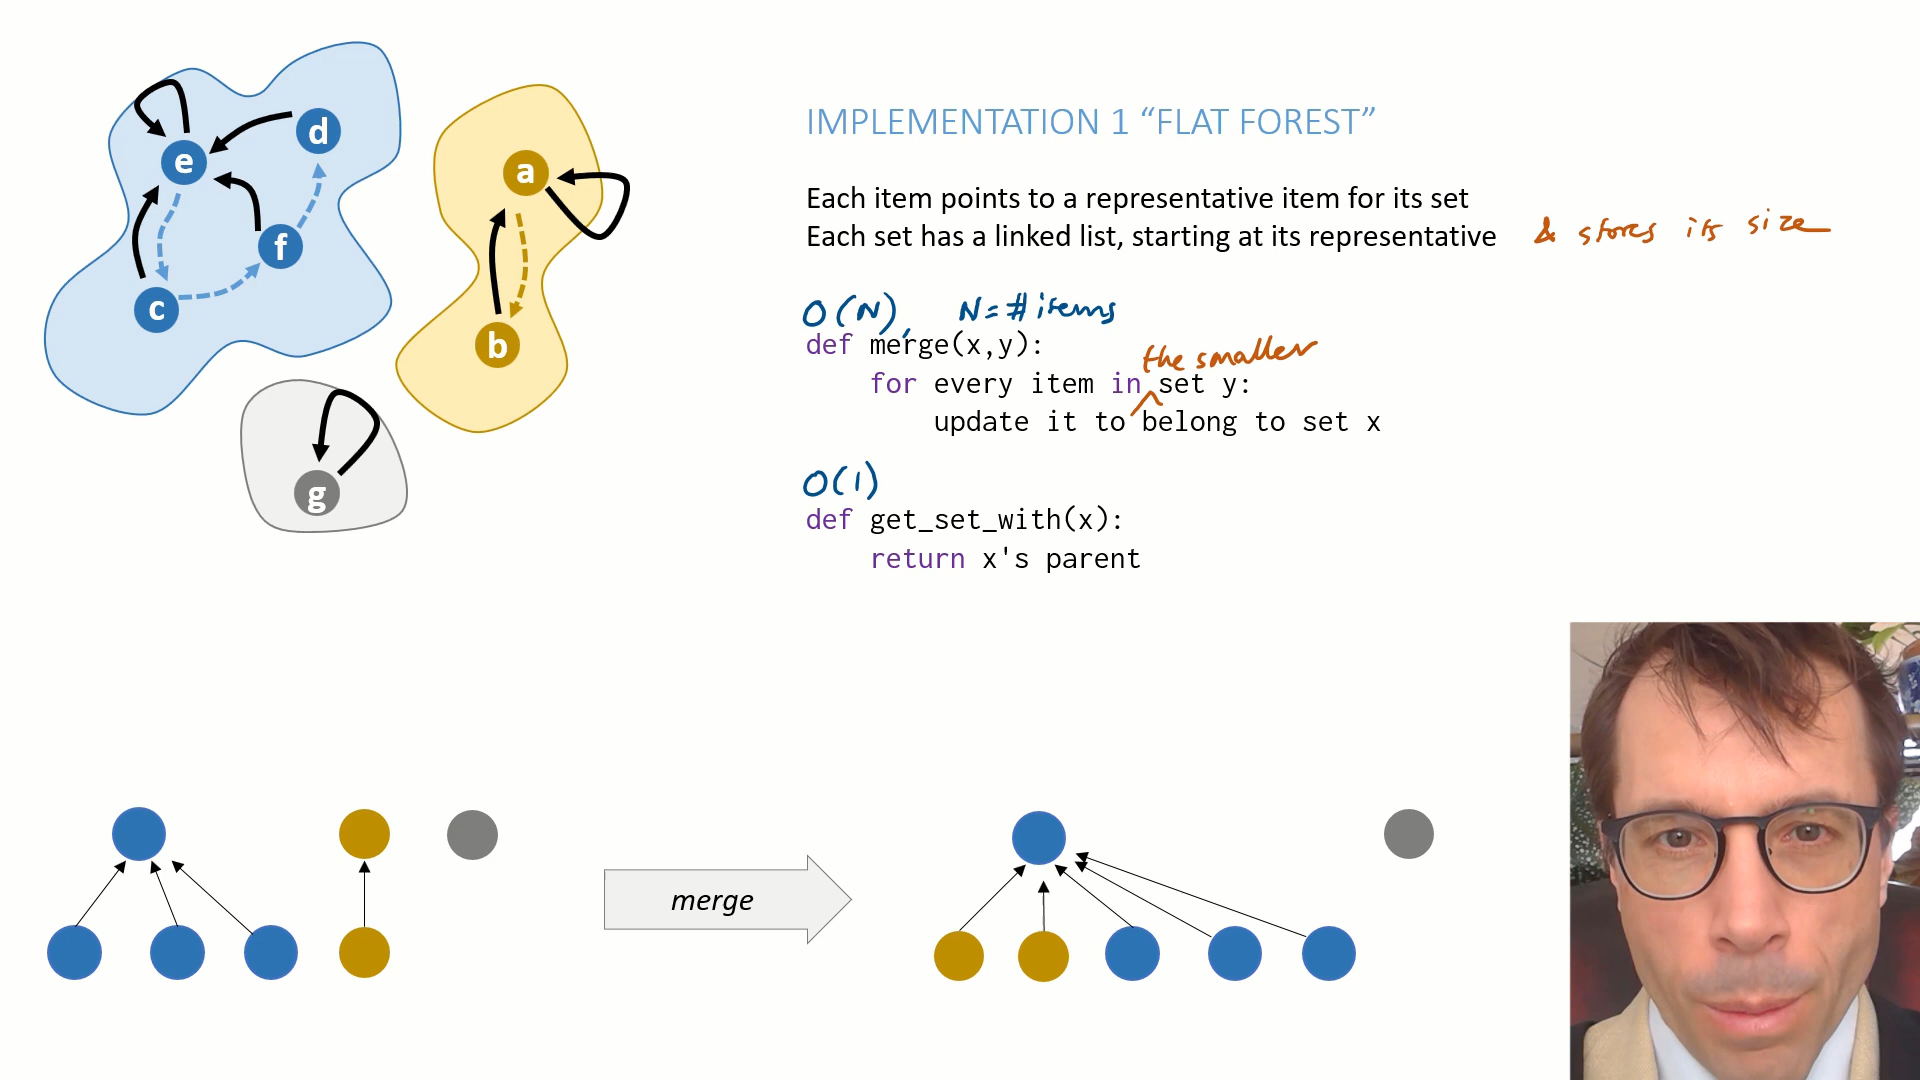 e
d
f
c
a
b
g
IMPLEMENTATION 1 “FLAT FOREST”
Each item points to a representative item for its set
Each set has a linked list, starting at its representative & stores its size
O(N), N = # items
def merge(x,y):
the smaller
for every item in set y:
update it to belong to set x
O(1)
def get_set_with(x):
return x's parent
merge